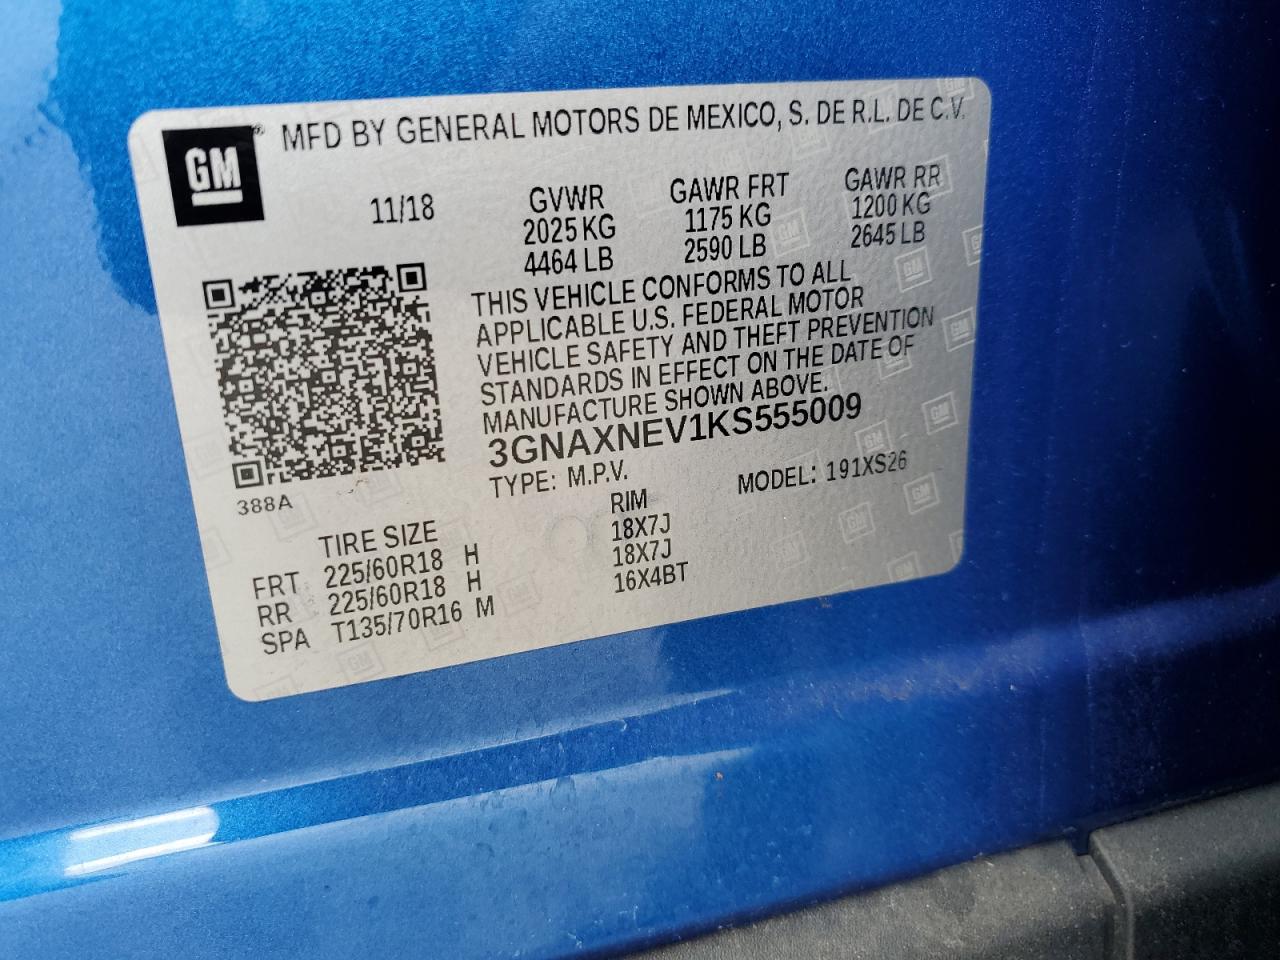 GM
MFD BY GENERAL MOTORS DE MEXICO, S. DE R.L. DE C.V.
11/18
GVWR
2025 KG
4464 LB
GAWR FRT
1175 KG
2590 LB
GAWR RR
1200 KG
2645 LB
THIS VEHICLE CONFORMS TO ALL
APPLICABLE U.S. FEDERAL MOTOR
VEHICLE SAFETY AND THEFT PREVENTION
STANDARDS IN EFFECT ON THE DATE OF
MANUFACTURE SHOWN ABOVE.
3GNAXNEV1KS555009
TYPE: M.P.V. MODEL: 191XS26
388A
TIRE SIZE RIM
FRT 225/60R18 H 18X7J
RR 225/60R18 H 18X7J
SPA T135/70R16 M 16X4BT